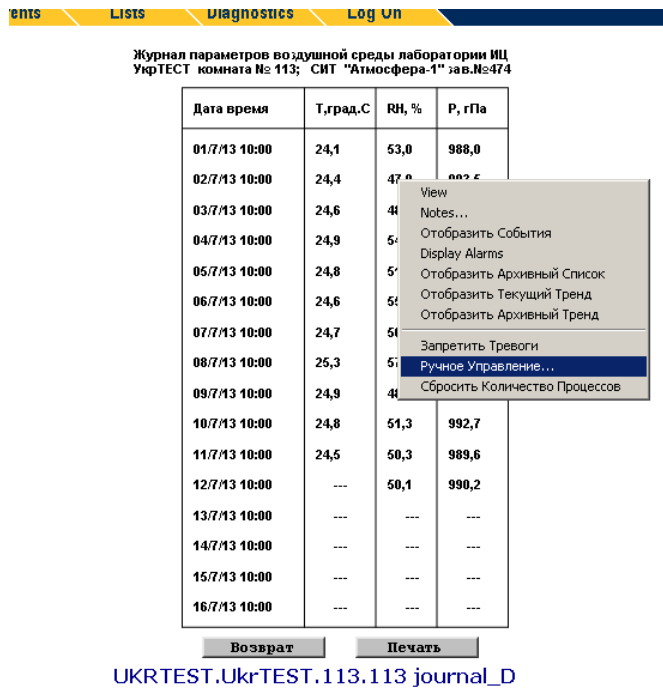 ents Lists Diagnostics Log On
Журнал параметров воздушной среды лаборатории ИЦ
УкрТЕСТ комната № 113; СИТ "Атмосфера-1" зав.№474
Дата время T,град.С RH, % P, гПа
01/7/13 10:00 24,1 53,0 988,0
02/7/13 10:00 24,4
03/7/13 10:00 24,6
04/7/13 10:00 24,9
05/7/13 10:00 24,8
06/7/13 10:00 24,6
07/7/13 10:00 24,7
08/7/13 10:00 25,3
09/7/13 10:00 24,9
10/7/13 10:00 24,8 51,3 992,7
11/7/13 10:00 24,5 50,3 989,6
12/7/13 10:00 --- 50,1 990,2
13/7/13 10:00 --- --- ---
14/7/13 10:00 --- --- ---
15/7/13 10:00 --- --- ---
16/7/13 10:00 --- --- ---
View
Notes...
Отобразить События
Display Alarms
Отобразить Архивный Список
Отобразить Текущий Тренд
Отобразить Архивный Тренд
Запретить Тревоги
Ручное Управление...
Сбросить Количество Процессов
Возврат Печать
UKRTEST.UkrTEST.113.113 journal_D